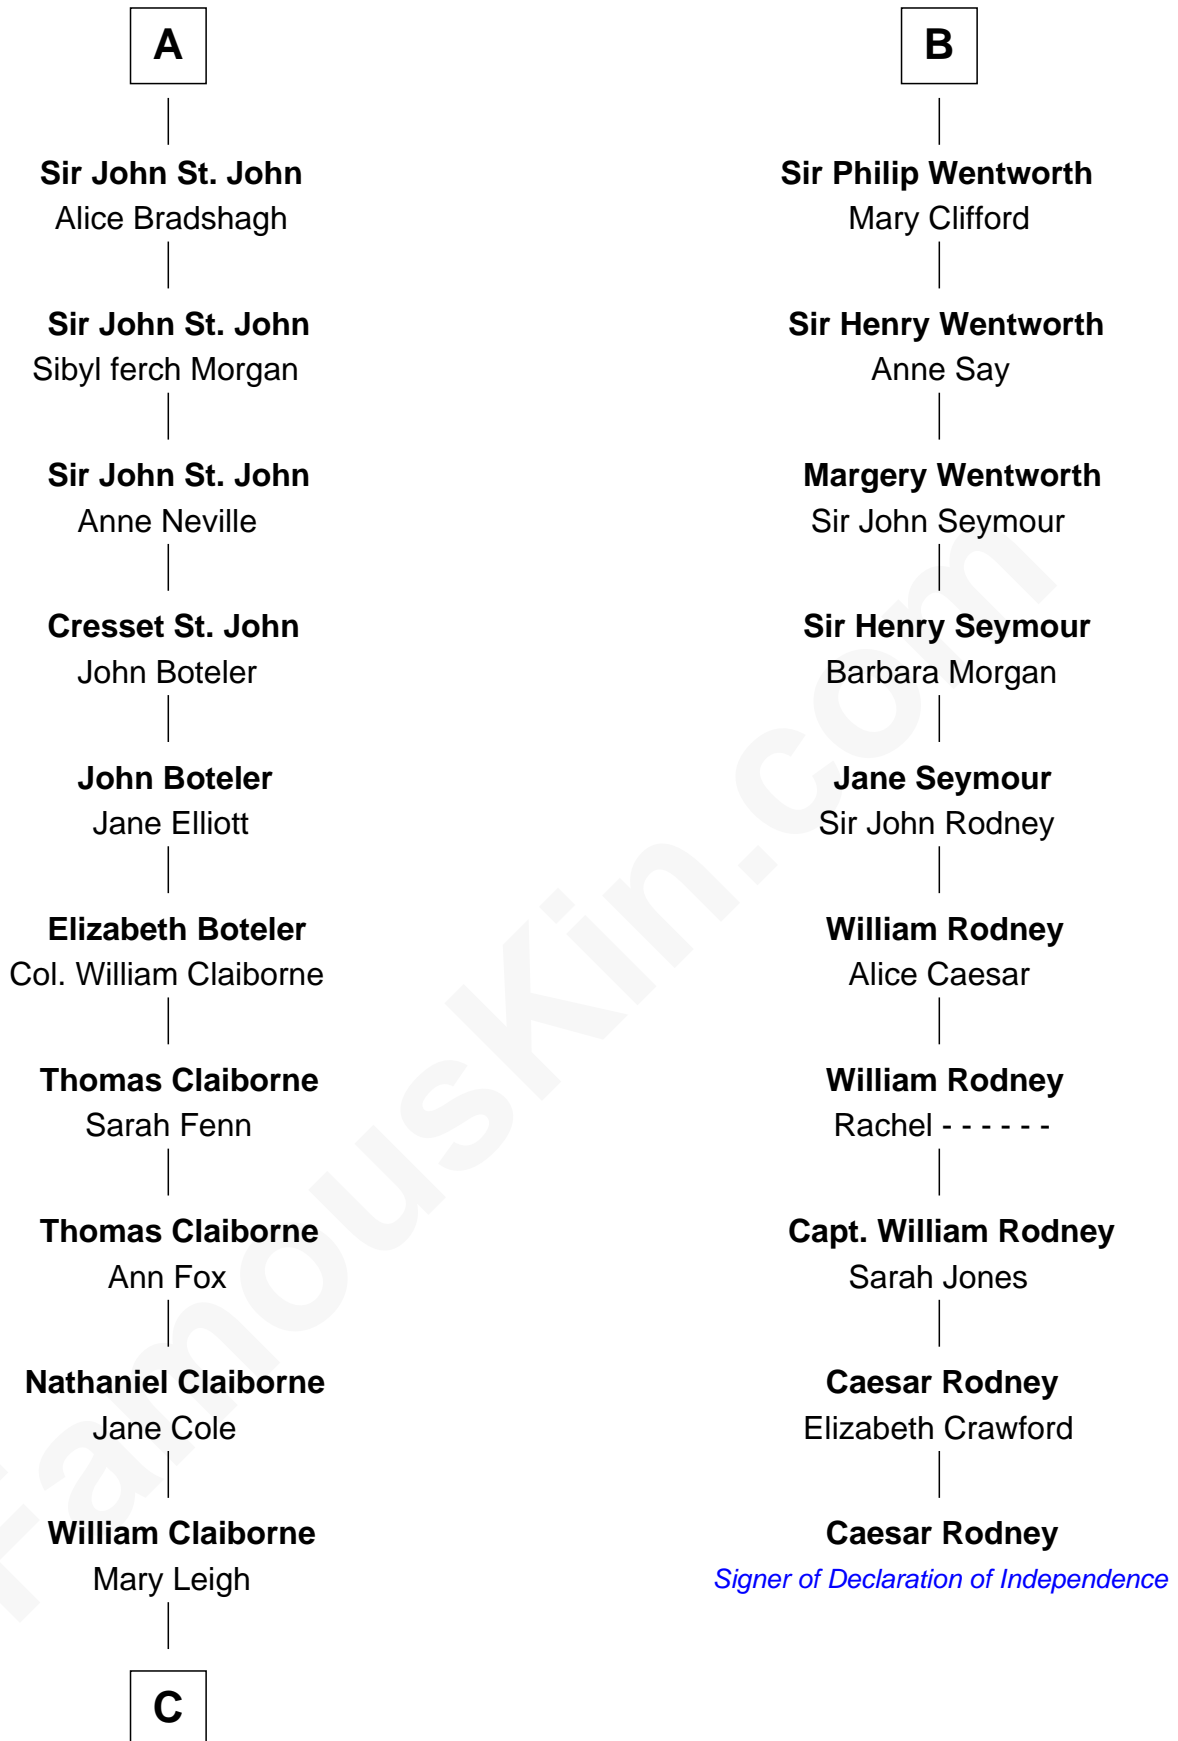 A
Sir John St. John
Alice Bradshagh
Sir John St. John
Sibyl ferch Morgan
Sir John St. John
Anne Neville
Cresset St. John
John Boteler
John Boteler
Jane Elliott
Elizabeth Boteler
Col. William Claiborne
Thomas Claiborne
Sarah Fenn
Thomas Claiborne
Ann Fox
Nathaniel Claiborne
Jane Cole
William Claiborne
Mary Leigh
C
B
Sir Philip Wentworth
Mary Clifford
Sir Henry Wentworth
Anne Say
Margery Wentworth
Sir John Seymour
Sir Henry Seymour
Barbara Morgan
Jane Seymour
Sir John Rodney
William Rodney
Alice Caesar
William Rodney
Rachel - - - - - -
Capt. William Rodney
Sarah Jones
Caesar Rodney
Elizabeth Crawford
Caesar Rodney
Signer of Declaration of Independence
FamousKin.com